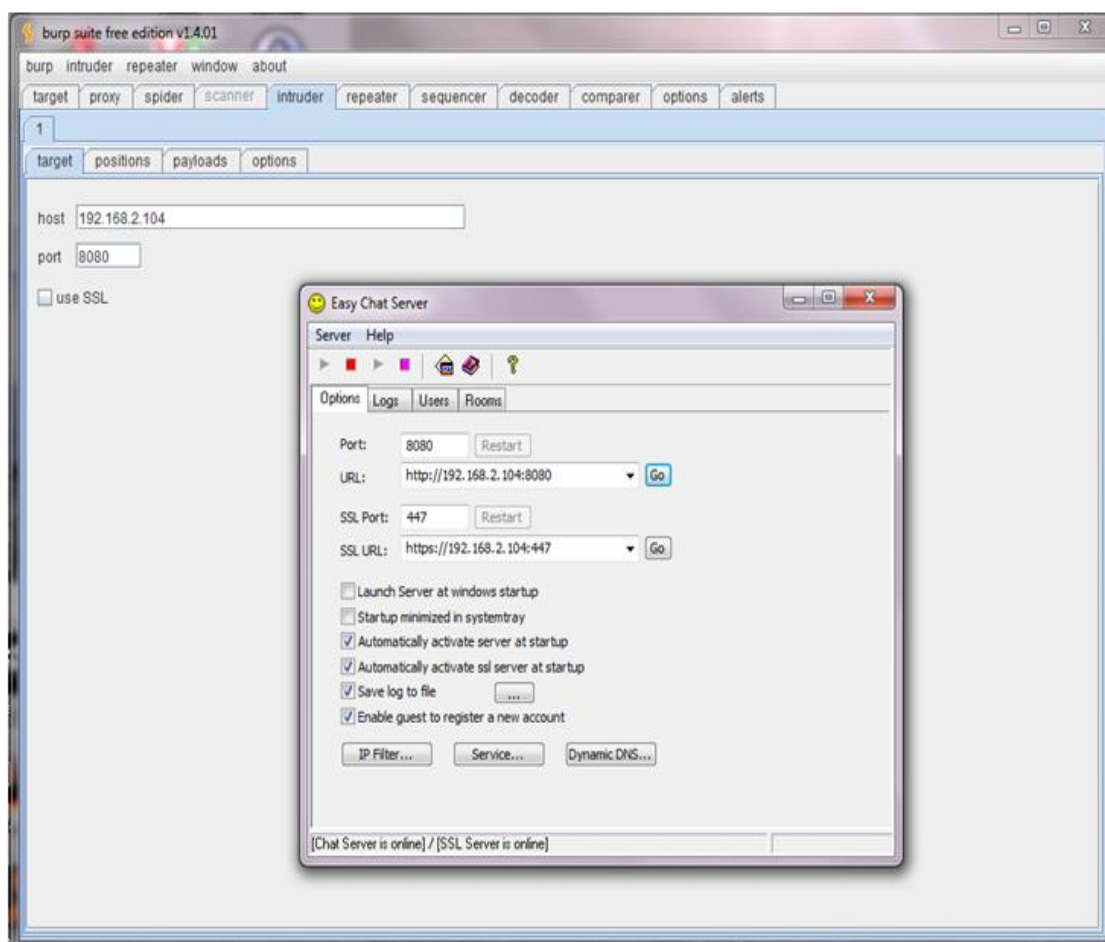 burp suite free edition v1.4.01
burp intruder repeater window about
target proxy spider scanner intruder repeater sequencer decoder comparer options alerts
1
target positions payloads options
host 192.168.2.104
port 8080
use SSL
Easy Chat Server
Server Help
Options Logs Users Rooms
Port: 8080 Restart
URL: http://192.168.2.104:8080 Go
SSL Port: 447 Restart
SSL URL: https://192.168.2.104:447 Go
Launch Server at windows startup
Startup minimized in systemtray
Automatically activate server at startup
Automatically activate ssl server at startup
Save log to file ...
Enable guest to register a new account
IP Filter... Service... Dynamic DNS...
[Chat Server is online] / [SSL Server is online]